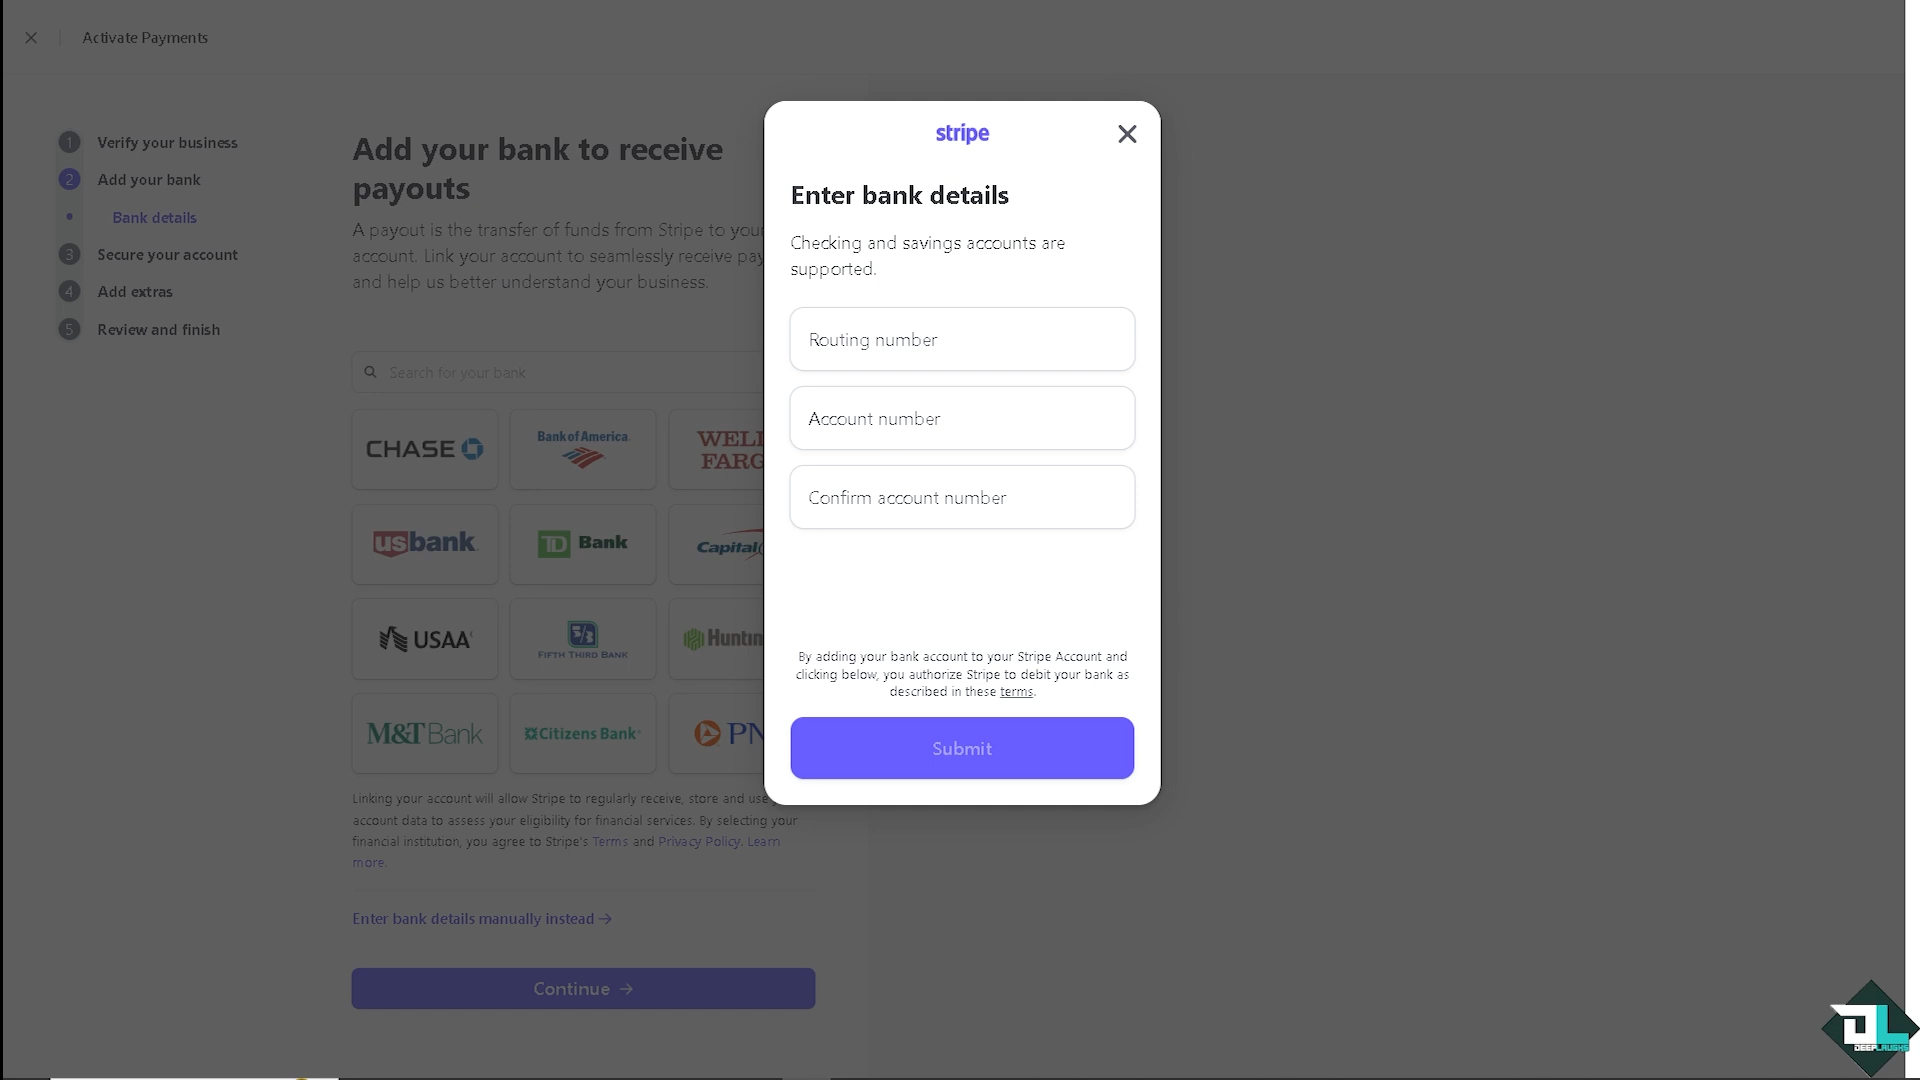 Activate Payments
1 Verify your business
2 Add your bank
Bank details
3 Secure your account
4 Add extras
5 Review and finish
Add your bank to receive
payouts
A payout is the transfer of funds from Stripe to your
account. Link your account to seamlessly receive
and help us better understand your business.
Search for your bank
CHASE
Bank of America
usbank
TD Bank
Capital
USAA
FIFTH THIRD BANK
M&T Bank
Citizens Bank
Linking your account will allow Stripe to regularly receive, store and use
account data to assess your eligibility for financial services. By selecting your
financial institution, you agree to Stripe's Terms and Privacy Policy. Learn
more.
Enter bank details manually instead →
Continue →
stripe
Enter bank details
Checking and savings accounts are
supported.
Routing number
Account number
Confirm account number
By adding your bank account to your Stripe Account and
clicking below, you authorize Stripe to debit your bank as
described in these terms.
Submit
DL
DEEPLAUGHS